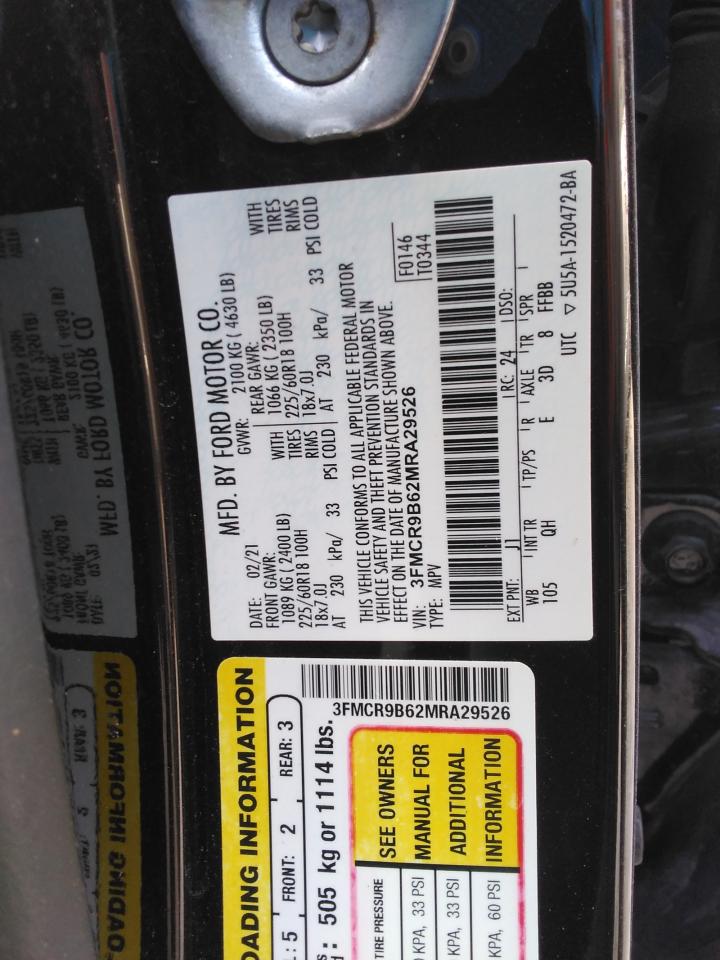 MFD. BY FORD MOTOR CO.
DATE: 02/21 GVWR: 2100 KG ( 4630 LB)
FRONT GAWR: REAR GAWR:
1089 KG ( 2400 LB) WITH 1066 KG ( 2350 LB) WITH
225/60R18 100H TIRES 225/60R18 100H TIRES
18x7.0J RIMS 18x7.0J RIMS
AT 230 kPa/ 33 PSI COLD AT 230 kPa/ 33 PSI COLD
THIS VEHICLE CONFORMS TO ALL APPLICABLE FEDERAL MOTOR
VEHICLE SAFETY AND THEFT PREVENTION STANDARDS IN
EFFECT ON THE DATE OF MANUFACTURE SHOWN ABOVE.
VIN: 3FMCR9B62MRA29526
TYPE: MPV
F0146
T0344
EXT PNT: J1 RC: 24 DSO:
WB INT TR TP/PS R AXLE TR SPR
105 QH E 3D 8 FFBB
UTC ▽ 5U5A-1520472-BA
OADING INFORMATION
: 5 FRONT: 2 REAR: 3
: 505 kg or 1114 lbs.
3FMCR9B62MRA29526
TIRE PRESSURE
KPA, 33 PSI
KPA, 33 PSI
KPA, 60 PSI
SEE OWNERS
MANUAL FOR
ADDITIONAL
INFORMATION